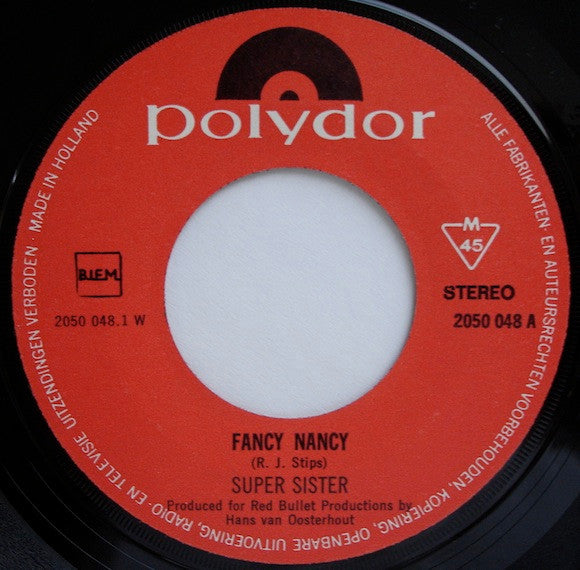 polydor
ALLE FABRIKANTEN- EN AUTEURSRECHTEN VOORBEHOUDEN, KOPIERING, OPENBARE UITVOERING, RADIO- EN TELEVISIE UITZENDINGEN VERBODEN · MADE IN HOLLAND
B.I.E.M.
2050 048.1 W
M
45
STEREO
2050 048 A
FANCY NANCY
(R. J. Stips)
SUPER SISTER
Produced for Red Bullet Productions by
Hans van Oosterhout